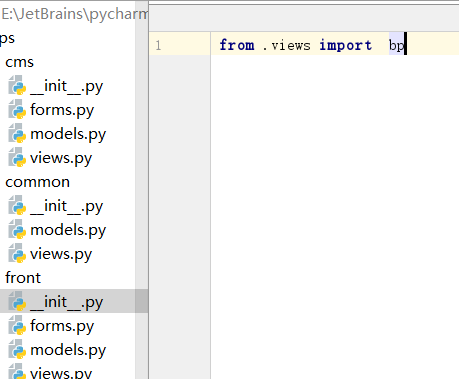 E:\JetBrains\pycharm
ps
cms
__init__.py
forms.py
models.py
views.py
common
__init__.py
models.py
views.py
front
__init__.py
forms.py
models.py
views.py
1 from .views import bp